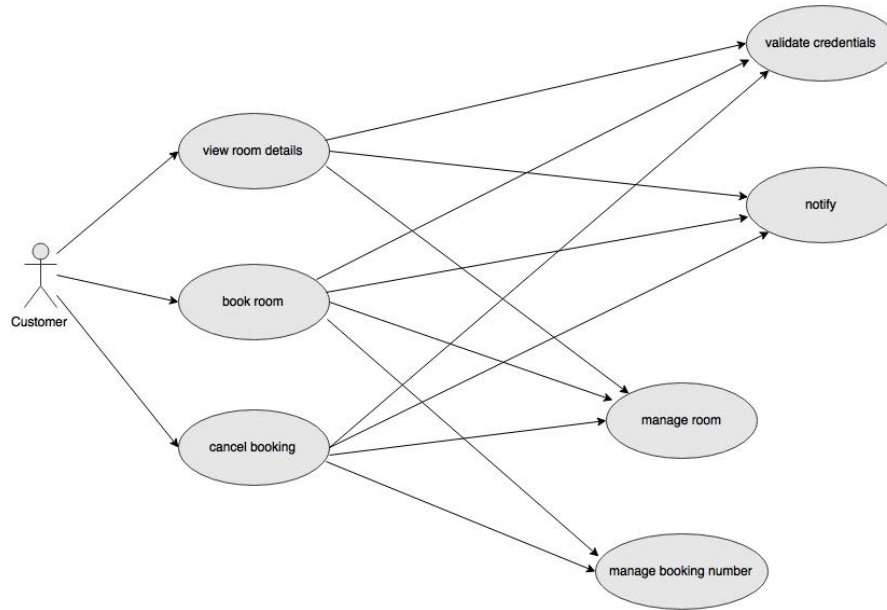 validate credentials
view room details
notify
book room
Customer
manage room
cancel booking
manage booking number